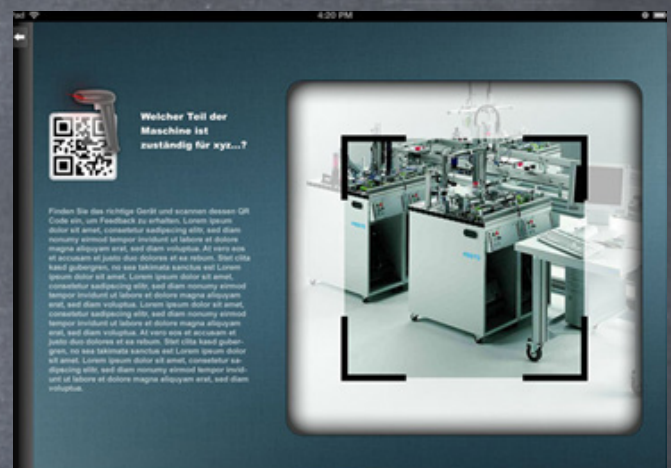 4:20 PM
Welcher Teil der
Maschine ist
zuständig für xyz...?
Finden Sie das richtige Gerät und scannen dessen QR
Code ein, um Feedback zu erhalten. Lorem ipsum
dolor sit amet, consetetur sadipscing elitr, sed diam
nonumy eirmod tempor invidunt ut labore et dolore
magna aliquyam erat, sed diam voluptua. At vero eos
et accusam et justo duo dolores et ea rebum. Stet clita
kasd gubergren, no sea takimata sanctus est Lorem
ipsum dolor sit amet. Lorem ipsum dolor sit amet,
consetetur sadipscing elitr, sed diam nonumy eirmod
tempor invidunt ut labore et dolore magna aliquyam
erat, sed diam voluptua. Lorem ipsum dolor sit amet,
consetetur sadipscing elitr, sed diam nonumy eirmod
tempor invidunt ut labore et dolore magna aliquyam
erat, sed diam voluptua. At vero eos et accusam et
justo duo dolores et ea rebum. Stet clita kasd guber-
gren, no sea takimata sanctus est Lorem ipsum dolor
sit amet. Lorem ipsum dolor sit amet, consetetur sa-
dipscing elitr, sed diam nonumy eirmod tempor invid-
unt ut labore et dolore magna aliquyam erat, sed diam
voluptua.
FESTO